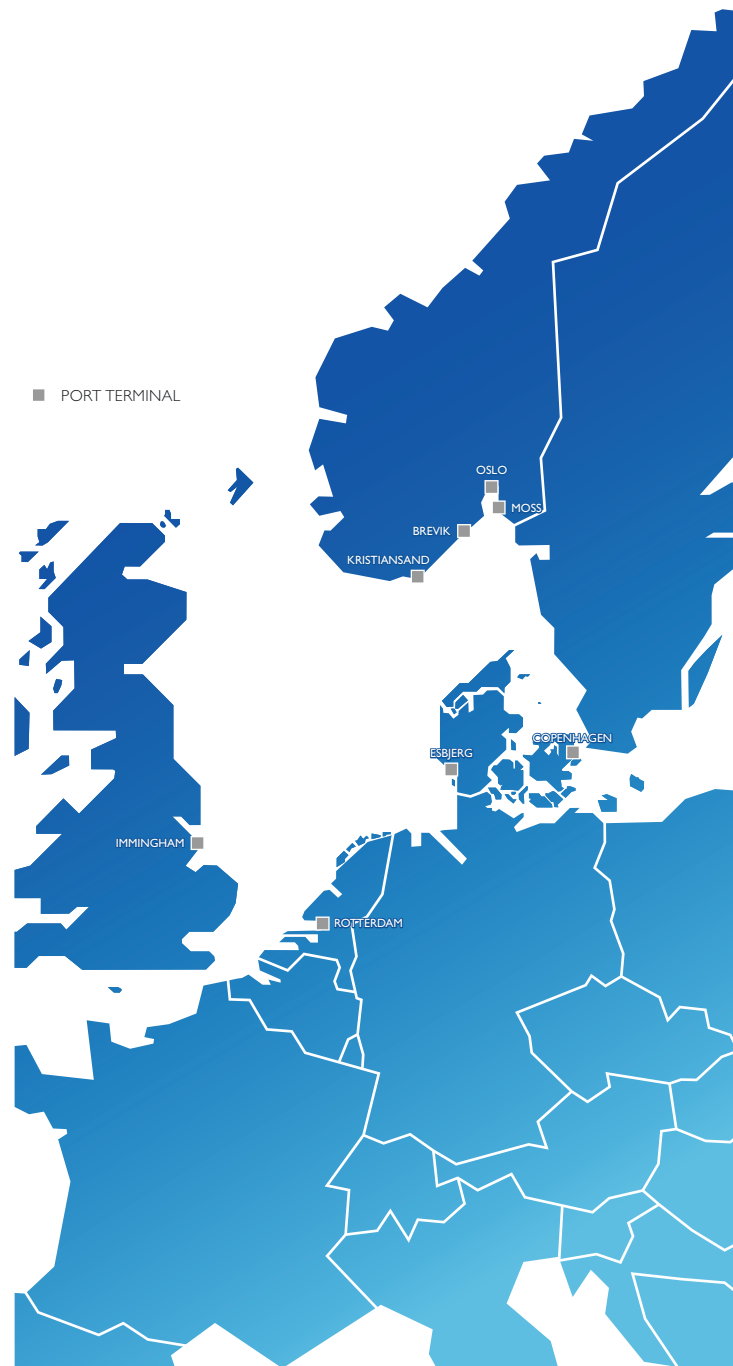 PORT TERMINAL
OSLO
MOSS
BREVIK
KRISTIANSAND
COPENHAGEN
ESBJERG
IMMINGHAM
ROTTERDAM